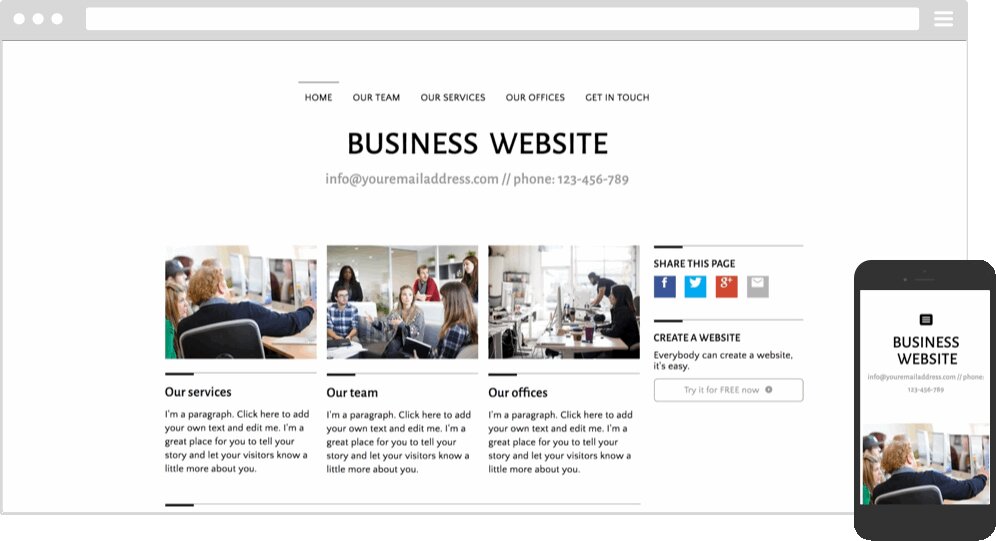 HOME OUR TEAM OUR SERVICES OUR OFFICES GET IN TOUCH
BUSINESS WEBSITE
info@youremailaddress.com // phone: 123-456-789
Our services
I'm a paragraph. Click here to add
your own text and edit me. I'm a
great place for you to tell your
story and let your visitors know a
little more about you.
Our team
I'm a paragraph. Click here to add
your own text and edit me. I'm a
great place for you to tell your
story and let your visitors know a
little more about you.
Our offices
I'm a paragraph. Click here to add
your own text and edit me. I'm a
great place for you to tell your
story and let your visitors know a
little more about you.
SHARE THIS PAGE
f g+
CREATE A WEBSITE
Everybody can create a website,
it's easy.
Try it for FREE now
BUSINESS
WEBSITE
info@youremailaddress.com // phone:
123-456-789